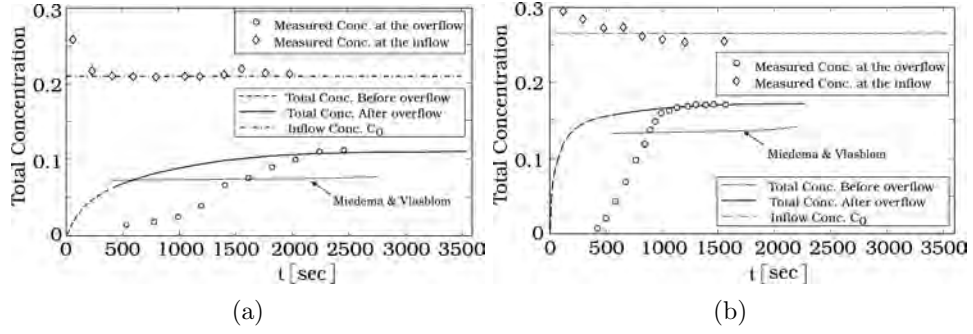 Total Concentration
0.3
0.2
0.1
0
Measured Conc. at the overflow
Measured Conc. at the inflow
Total Conc. Before overflow
Total Conc. After overflow
Inflow Conc. C0
Miedema & Vlasblom
0 500 1000 1500 2000 2500 3000 3500
t [sec]
(a)
Total Concentration
0.3
0.2
0.1
0
Measured Conc. at the overflow
Measured Conc. at the inflow
Miedema & Vlasblom
Total Conc. Before overflow
Total Conc. After overflow
Inflow Conc. C0
0 500 1000 1500 2000 2500 3000 3500
t [sec]
(b)